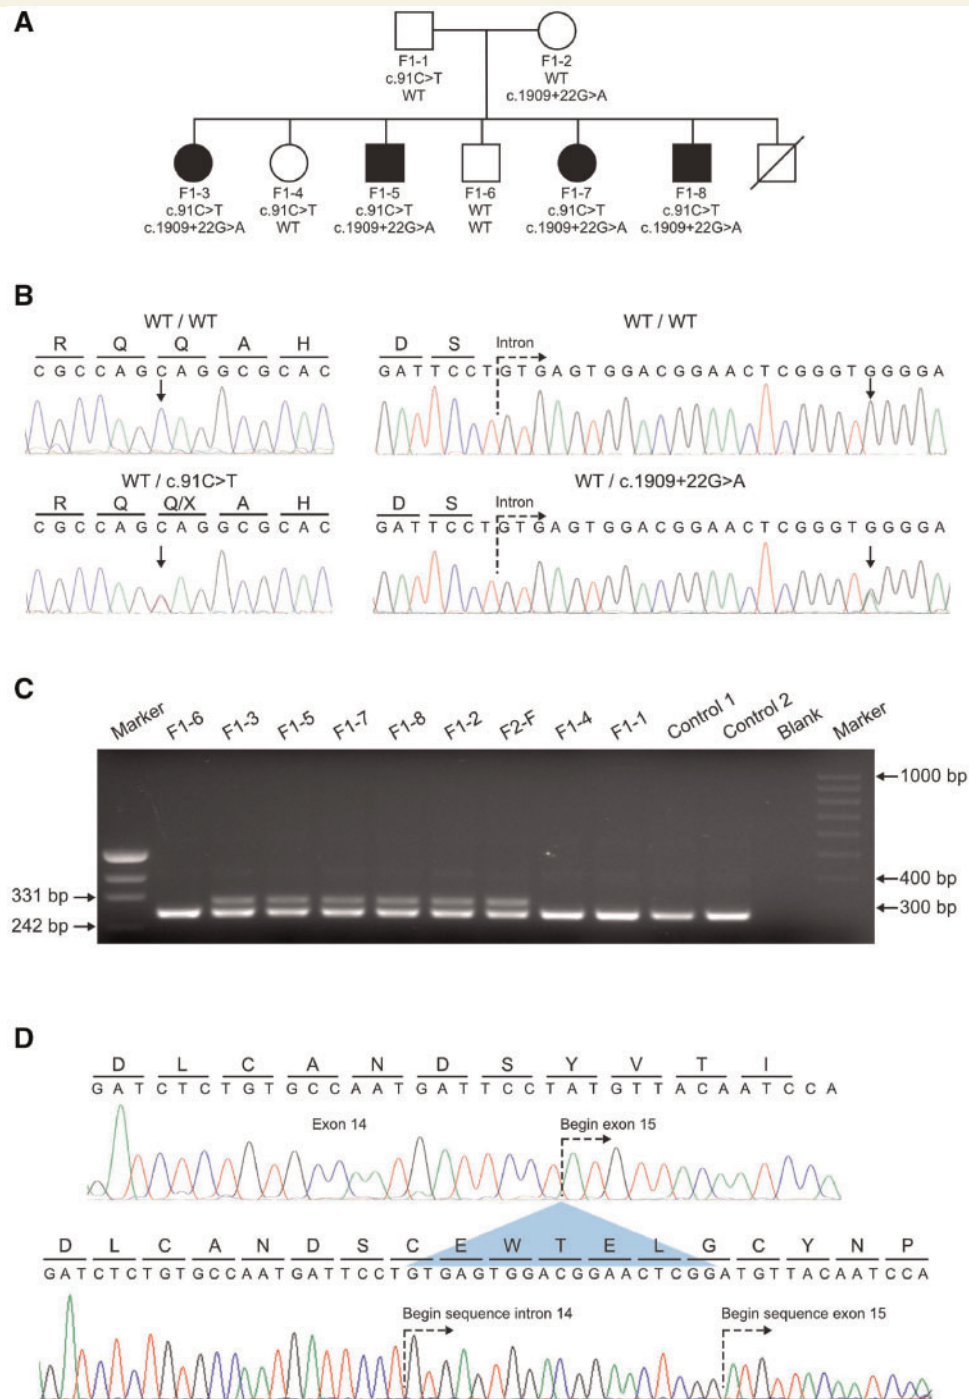 A
F1-1
c.91C>T
WT
F1-2
WT
c.1909+22G>A
F1-3
c.91C>T
c.1909+22G>A
F1-4
c.91C>T
WT
F1-5
c.91C>T
c.1909+22G>A
F1-6
WT
WT
F1-7
c.91C>T
c.1909+22G>A
F1-8
c.91C>T
c.1909+22G>A
B
WT / WT
R Q Q A H
C G C C A G C A G G C G C A C
WT / c.91C>T
R Q Q/X A H
C G C C A G C A G G C G C A C
WT / WT
D S Intron
G A T T C C T G T G A G T G G A C G G A A C T C G G G T G G G G A
WT / c.1909+22G>A
D S Intron
G A T T C C T G T G A G T G G A C G G A A C T C G G G T G G G G A
C
Marker F1-6 F1-3 F1-5 F1-7 F1-8 F1-2 F2-F F1-4 F1-1 Control 1 Control 2 Blank Marker
1000 bp
400 bp
331 bp
300 bp
242 bp
D
D L C A N D S Y V T I
G A T C T C T G T G C C A A T G A T T C C T A T G T T A C A A T C C A
Exon 14
Begin exon 15
D L C A N D S C E W T E L G C Y N P
G A T C T C T G T G C C A A T G A T T C C T G T G A G T G G A C G G A A C T C G G A T G T T A C A A T C C A
Begin sequence intron 14
Begin sequence exon 15